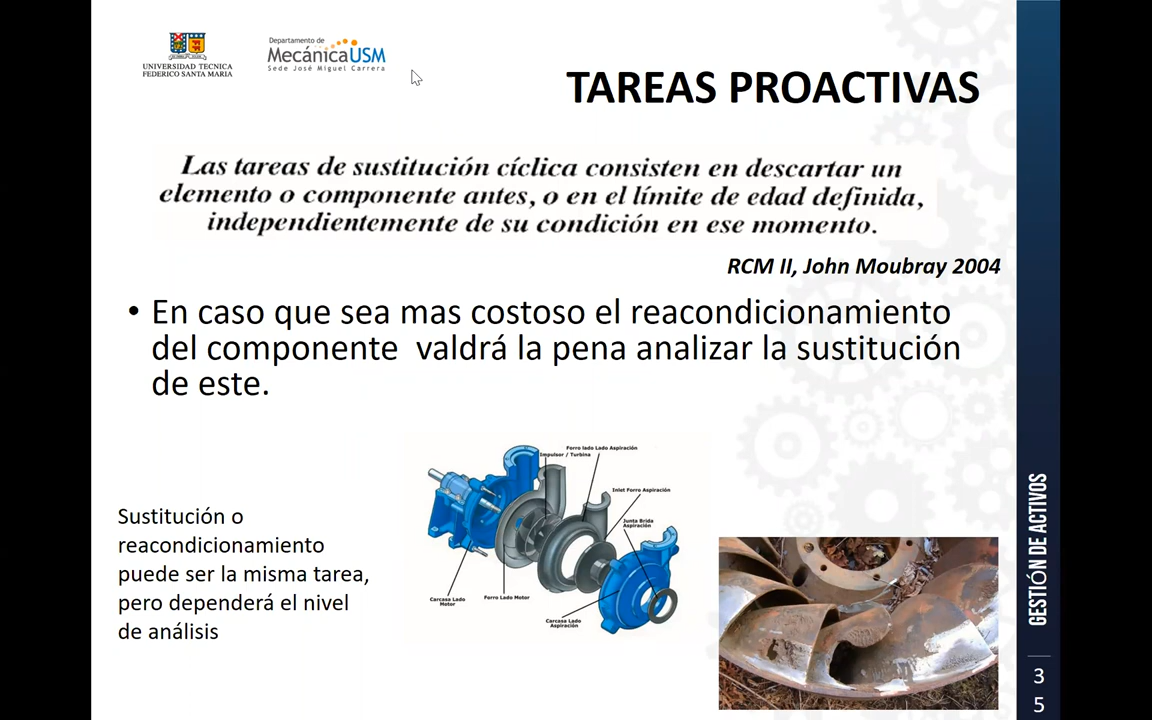 UNIVERSIDAD TECNICA
FEDERICO SANTA MARIA
Departamento de
MecánicaUSM
Sede José Miguel Carrera
TAREAS PROACTIVAS
Las tareas de sustitución cíclica consisten en descartar un
elemento o componente antes, o en el límite de edad definida,
independientemente de su condición en ese momento.
RCM II, John Moubray 2004
• En caso que sea mas costoso el reacondicionamiento
del componente valdrá la pena analizar la sustitución
de este.
Sustitución o
reacondicionamiento
puede ser la misma tarea,
pero dependerá el nivel
de análisis
Forro lado Lado Aspiración
Impulsor / Turbina
Inlet Forro Aspiración
Junta Brida
Aspiración
Carcasa Lado
Motor
Forro Lado Motor
Carcasa Lado
Aspiración
GESTIÓN DE ACTIVOS
3
5